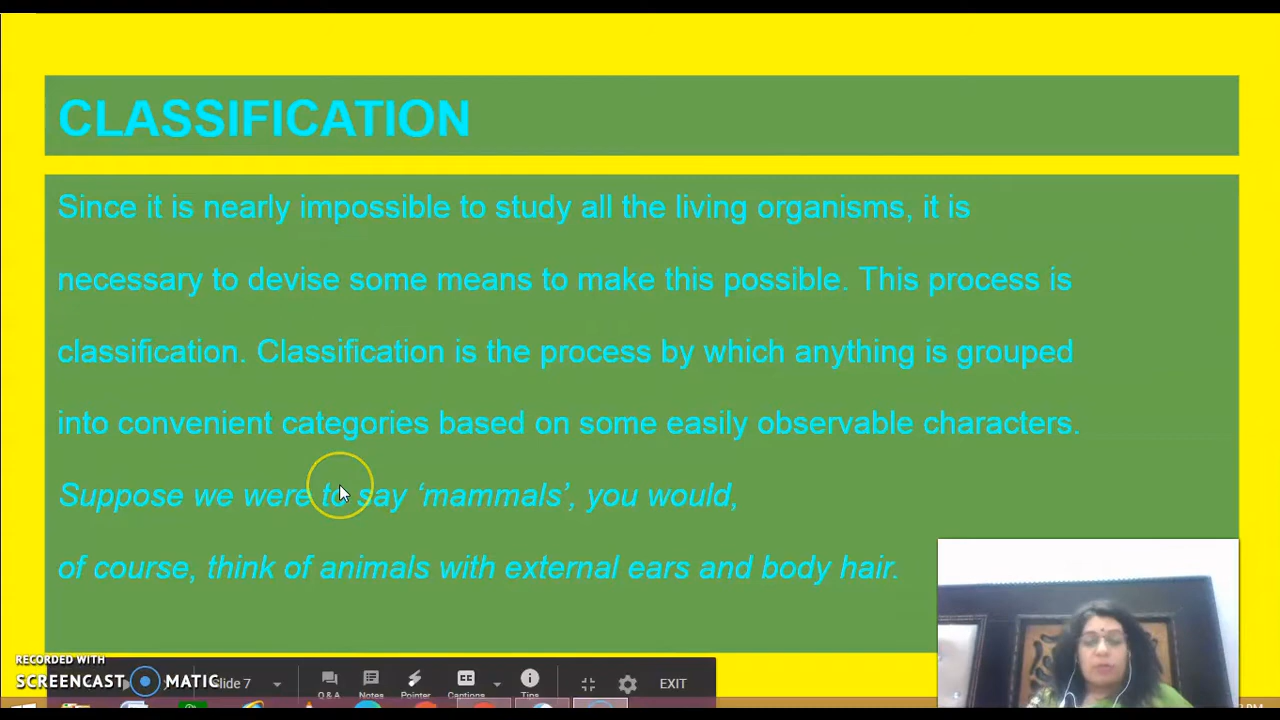 CLASSIFICATION
Since it is nearly impossible to study all the living organisms, it is
necessary to devise some means to make this possible. This process is
classification. Classification is the process by which anything is grouped
into convenient categories based on some easily observable characters.
Suppose we were to say ‘mammals’, you would,
of course, think of animals with external ears and body hair.
RECORDED WITH
SCREENCAST MATIC
lide 7
Q & A
Notes
Pointer
Captions
Tips
EXIT
PM